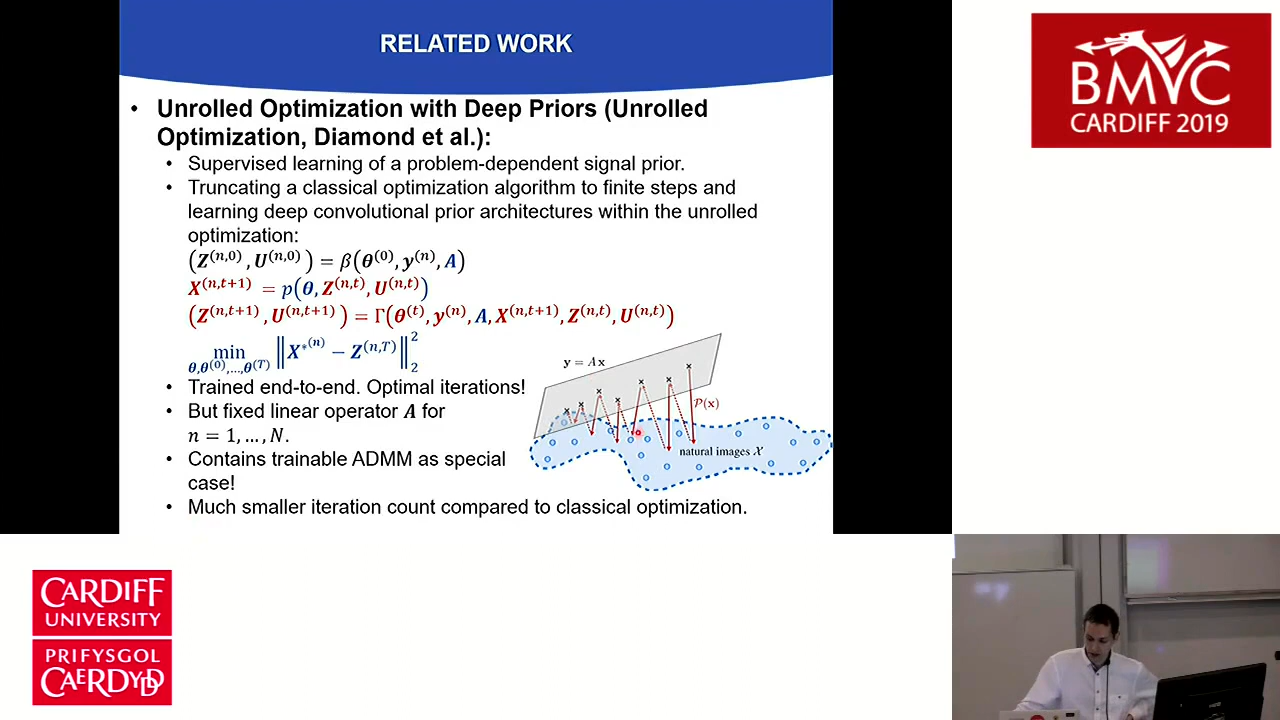 RELATED WORK
BMVC
CARDIFF 2019
• Unrolled Optimization with Deep Priors (Unrolled
Optimization, Diamond et al.):
• Supervised learning of a problem-dependent signal prior.
• Truncating a classical optimization algorithm to finite steps and
learning deep convolutional prior architectures within the unrolled
optimization:
(Z^(n,0), U^(n,0)) = β(θ^(0), y^(n), A)
X^(n,t+1) = p(θ, Z^(n,t), U^(n,t))
(Z^(n,t+1), U^(n,t+1)) = Γ(θ^(t), y^(n), A, X^(n,t+1), Z^(n,t), U^(n,t))
min_{θ,θ^(0),…,θ^(T)} ‖X*^(n) − Z^(n,T)‖_2^2
• Trained end-to-end. Optimal iterations!
• But fixed linear operator A for
n = 1, … , N.
• Contains trainable ADMM as special
case!
• Much smaller iteration count compared to classical optimization.
y = Ax
P(x)
natural images X
CARDIFF
UNIVERSITY
PRIFYSGOL
CAERDYDD